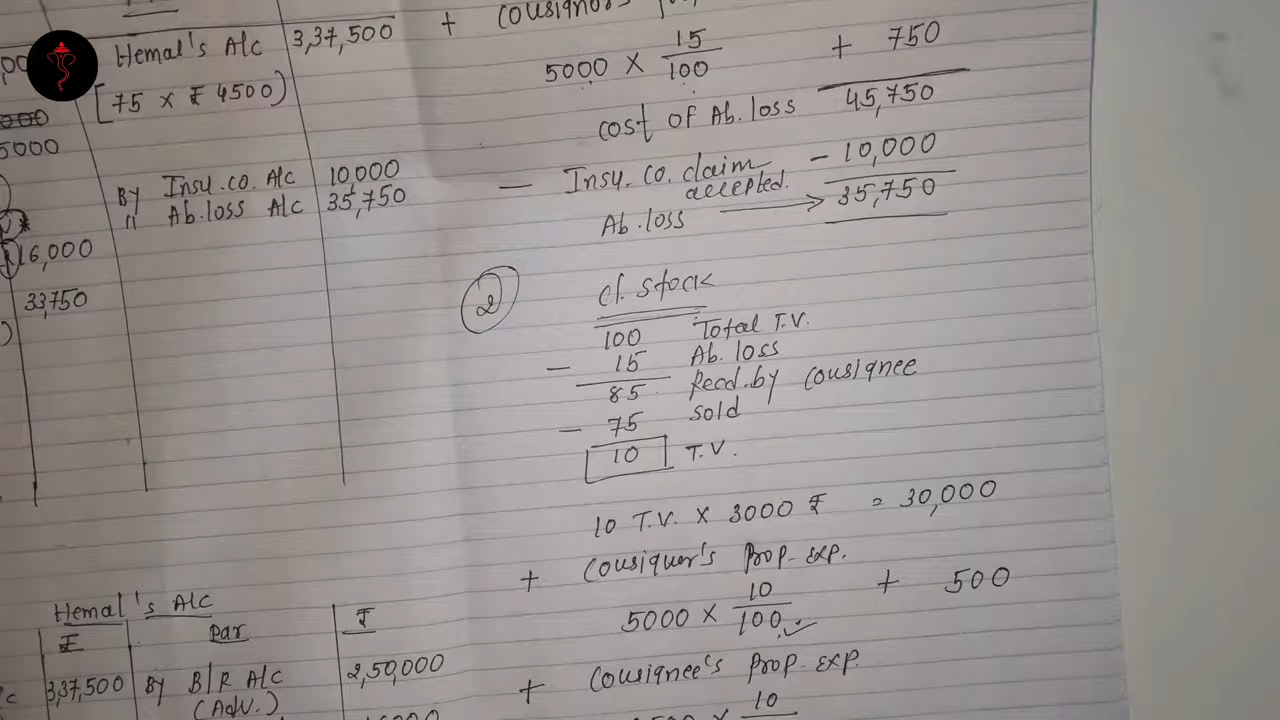 Hemal's A/c 3,37,500
[75 × ₹ 4500)
000
5000
By Insu. co. A/c 10,000
" Ab. loss A/c 35,750
16,000
33,750
+ Consignor's
5000 × 15/100 + 750
cost of Ab. loss 45,750
— Insu. co. claim accepted. - 10,000
Ab. loss → 35,750
2
cl. stock
100 Total T.V.
— 15 Ab. loss
85 Recd. by Consignee
— 75 sold
10 T.V.
10 T.V. × 3000 ₹ = 30,000
+ Consignor's Prop. exp.
5000 × 10/100 + 500
+ Consignee's Prop. exp.
10
Hemal's A/c
₹ Par ₹
3,37,500 By B/R A/c 2,50,000
(Adv.)